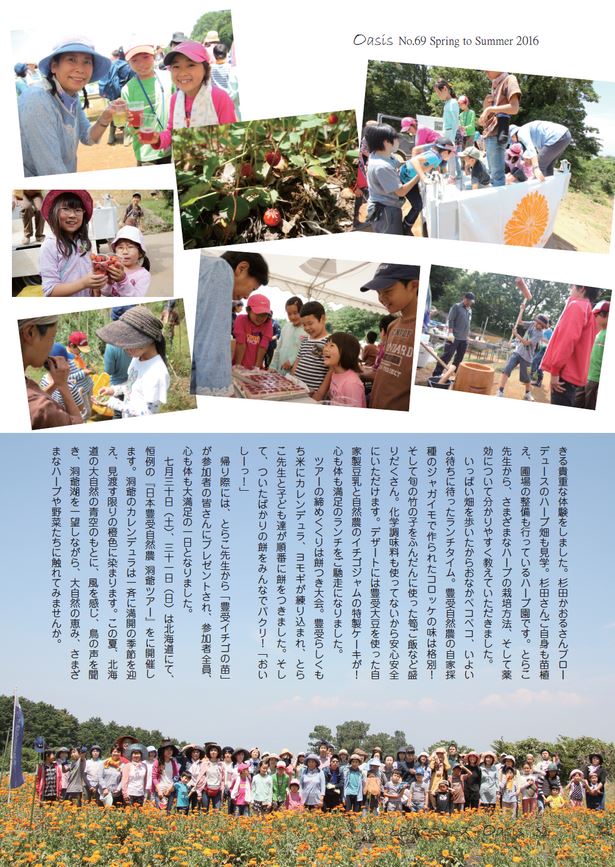 Oasis No.69 Spring to Summer 2016
きる貴重な体験をしました。杉田かおるさんプロー
デュースのハーブ畑も見学。杉田さんご自身も苗植
え、圃場の整備も行っているハーブ園です。とらこ
先生から、さまざまなハーブの栽培方法、そして薬
効について分かりやすく教えていただきました。
いっぱい畑を歩いたからおなかペコペコ、いよい
よ待ちに待ったランチタイム。豊受自然農の自家採
種のジャガイモで作られたコロッケの味は格別！
そして旬の竹の子をふんだんに使った筍ご飯など盛
りだくさん。化学調味料も使ってないから安心安全
にいただけます。デザートには豊受大豆を使った自
家製豆乳と自然農のイチゴジャムの特製ケーキが！
心も体も満足のランチをご馳走になりました。
ツアーの締めくくりは餅つき大会。豊受らしくも
ち米にカレンデュラ、ヨモギが練り込まれ、とら
こ先生と子ども達が順番に餅をつきました。そし
て、ついたばかりの餅をみんなでパクリ！「おい
しーっ！」
帰り際には、とらこ先生から「豊受イチゴの苗」
が参加者の皆さんにプレゼントされ、参加者全員、
心も体も大満足の一日となりました。
七月三十日（土）、三十一日（日）は北海道にて、
恒例の『日本豊受自然農 洞爺ツアー』をに開催し
ます。洞爺のカレンデュラは一斉に満開の季節を迎
え、見渡す限りの橙色に染まります。この夏、北海
道の大自然の青空のもとに、風を感じ、鳥の声を聞
き、洞爺湖を一望しながら、大自然の恵み、さまざ
まなハーブや野菜たちに触れてみませんか。